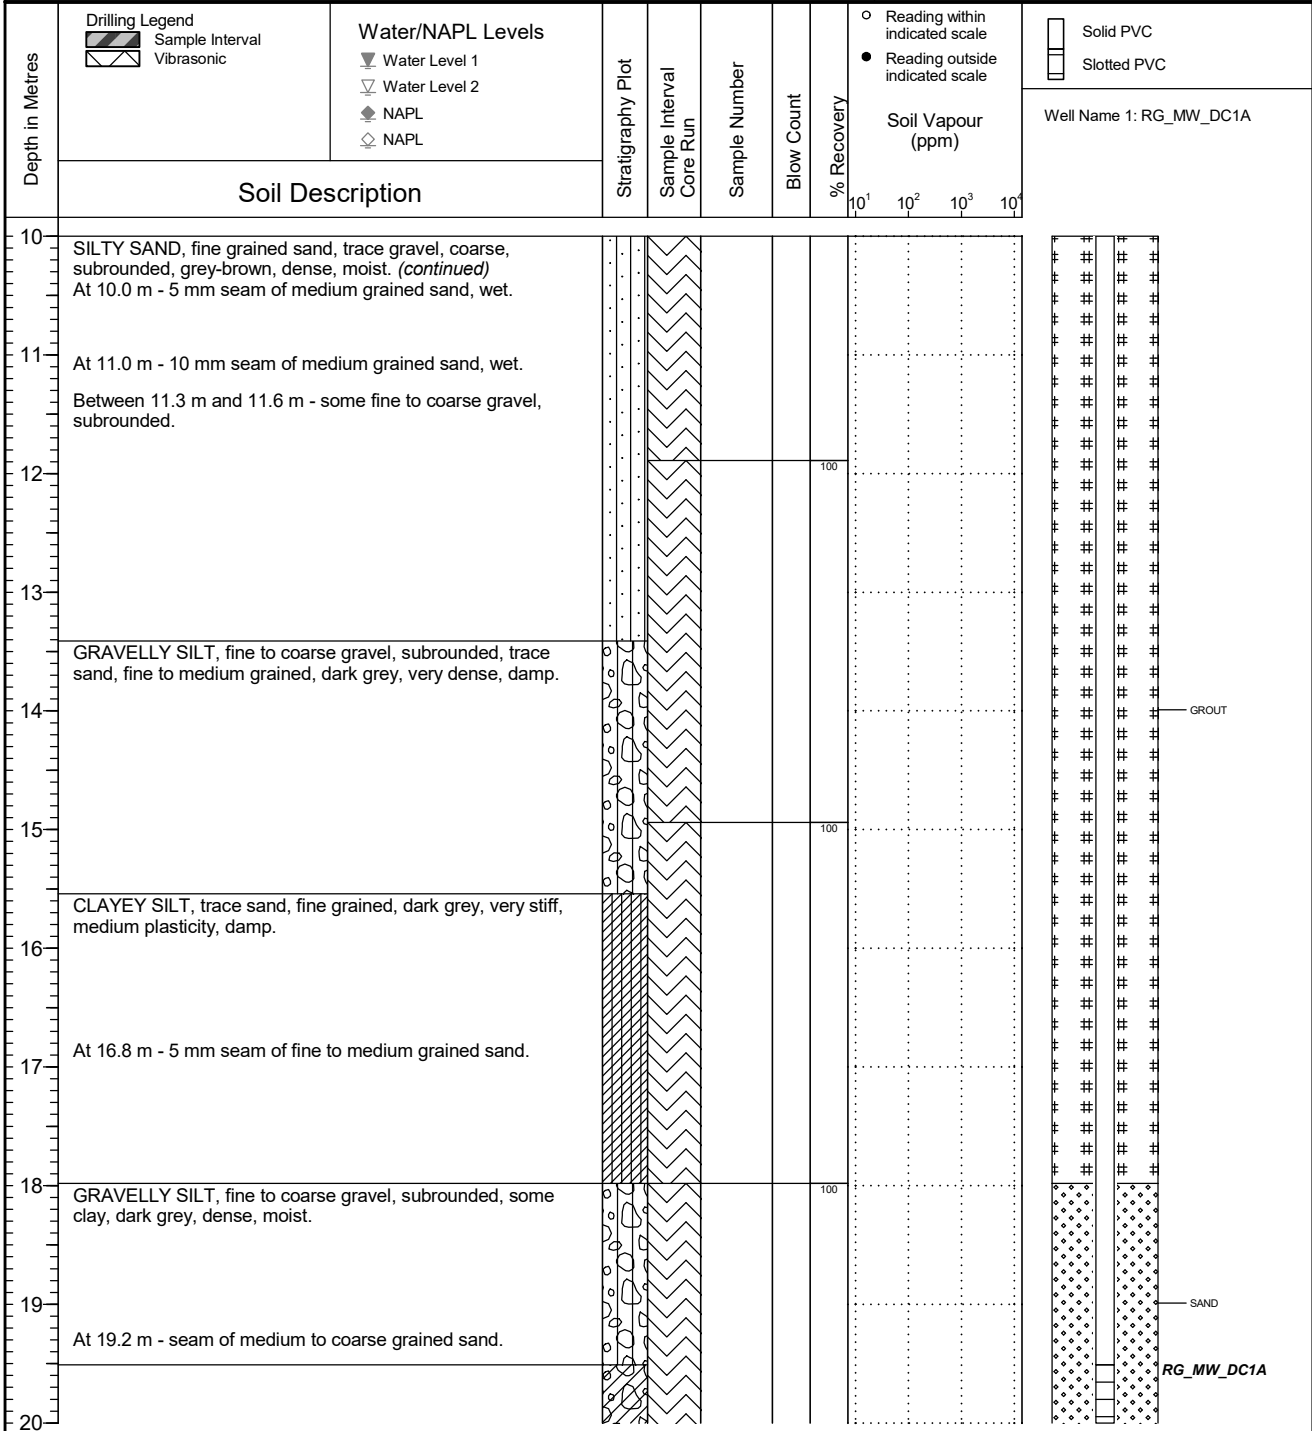 Depth in Metres
Drilling Legend
Sample Interval
Vibrasonic
Water/NAPL Levels
Water Level 1
Water Level 2
NAPL
NAPL
Soil Description
Stratigraphy Plot
Sample Interval
Core Run
Sample Number
Blow Count
% Recovery
Reading within
indicated scale
Reading outside
indicated scale
Soil Vapour
(ppm)
10¹ 10² 10³ 10⁴
Solid PVC
Slotted PVC
Well Name 1: RG_MW_DC1A
10
SILTY SAND, fine grained sand, trace gravel, coarse,
subrounded, grey-brown, dense, moist. (continued)
At 10.0 m - 5 mm seam of medium grained sand, wet.
11
At 11.0 m - 10 mm seam of medium grained sand, wet.
Between 11.3 m and 11.6 m - some fine to coarse gravel,
subrounded.
100
12
13
GRAVELLY SILT, fine to coarse gravel, subrounded, trace
sand, fine to medium grained, dark grey, very dense, damp.
14
GROUT
15
100
CLAYEY SILT, trace sand, fine grained, dark grey, very stiff,
medium plasticity, damp.
16
At 16.8 m - 5 mm seam of fine to medium grained sand.
17
18
100
GRAVELLY SILT, fine to coarse gravel, subrounded, some
clay, dark grey, dense, moist.
19
SAND
At 19.2 m - seam of medium to coarse grained sand.
RG_MW_DC1A
20